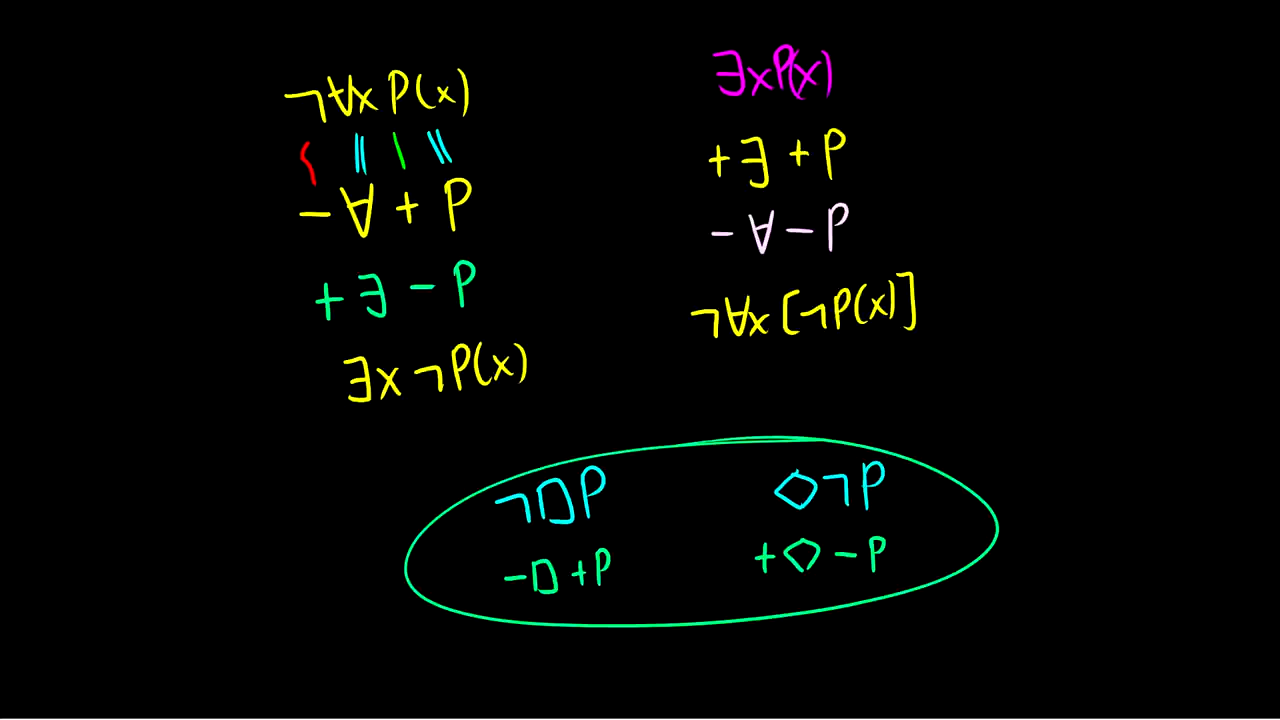 ¬∀x P(x)
− ∀ + P
+ ∃ − P
∃x ¬P(x)
∃xP(x)
+ ∃ + P
− ∀ − P
¬∀x [¬P(x)]
¬□P ◇¬P
−□ +P +◇ −P